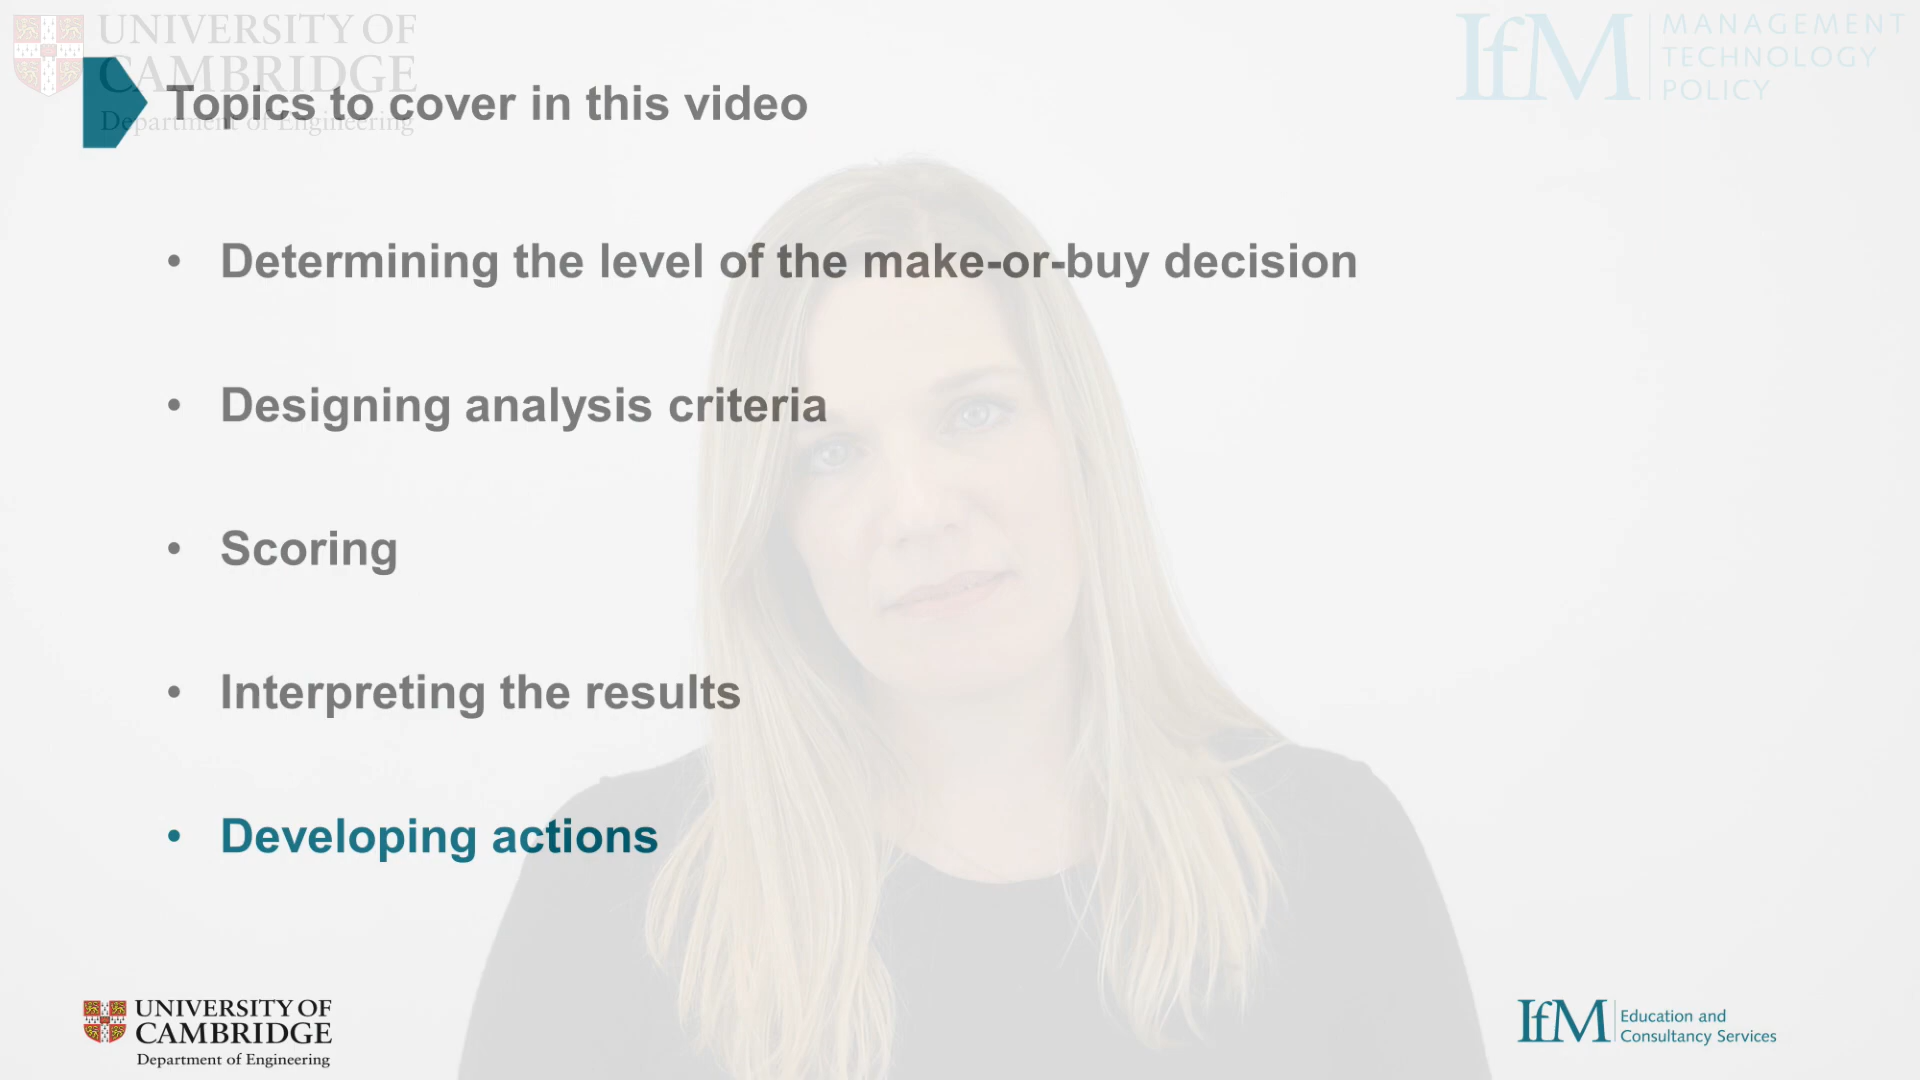 UNIVERSITY OF
CAMBRIDGE
Department of Engineering
IfM MANAGEMENT
TECHNOLOGY
POLICY
Topics to cover in this video
• Determining the level of the make-or-buy decision
• Designing analysis criteria
• Scoring
• Interpreting the results
• Developing actions
UNIVERSITY OF
CAMBRIDGE
Department of Engineering
IfM Education and
Consultancy Services